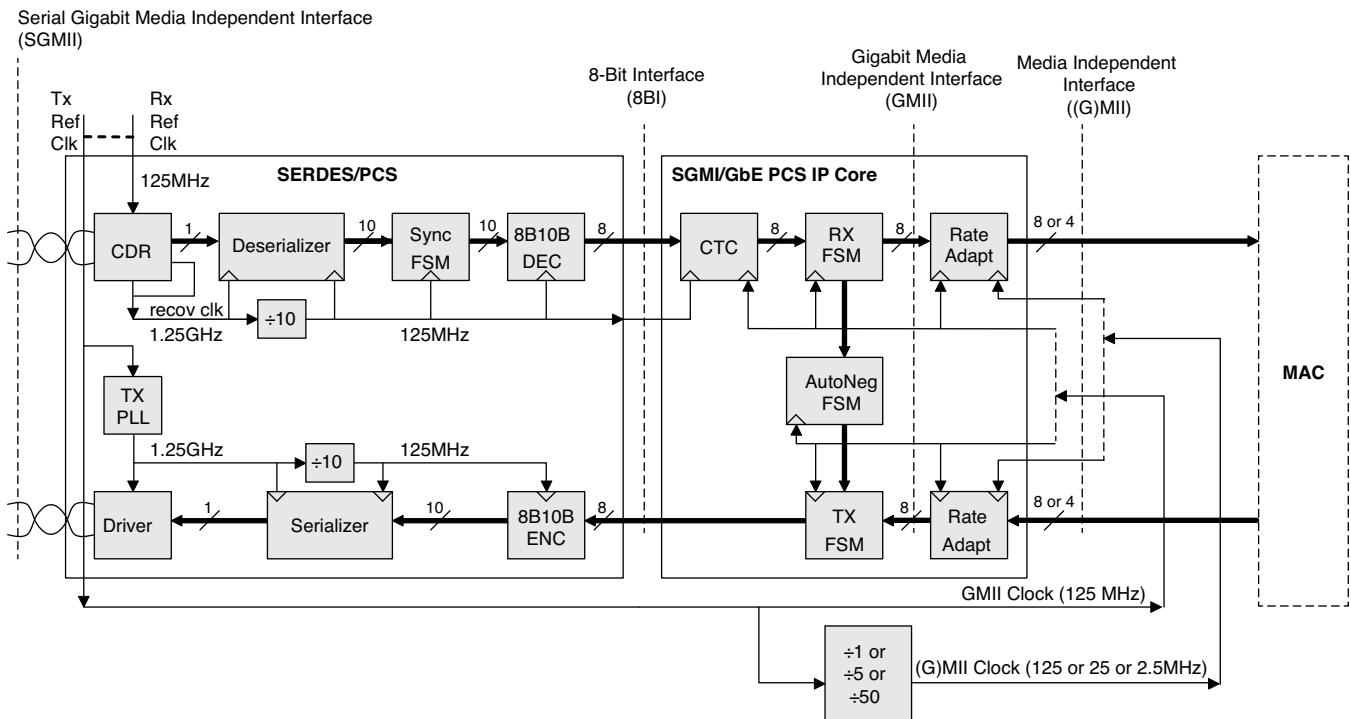 Serial Gigabit Media Independent Interface
(SGMII)
8-Bit Interface
(8BI)
Gigabit Media
Independent Interface
(GMII)
Media Independent
Interface
((G)MII)
Tx
Ref
Clk
Rx
Ref
Clk
SERDES/PCS
SGMI/GbE PCS IP Core
125MHz
CDR
1
Deserializer
10
Sync
FSM
10
8B10B
DEC
8
CTC
8
RX
FSM
8
Rate
Adapt
8 or 4
recov clk
1.25GHz
÷10
125MHz
AutoNeg
FSM
MAC
TX
PLL
1.25GHz
÷10
125MHz
Driver
1
Serializer
10
8B10B
ENC
8
TX
FSM
8
Rate
Adapt
8 or 4
GMII Clock (125 MHz)
÷1 or
÷5 or
÷50
(G)MII Clock (125 or 25 or 2.5MHz)